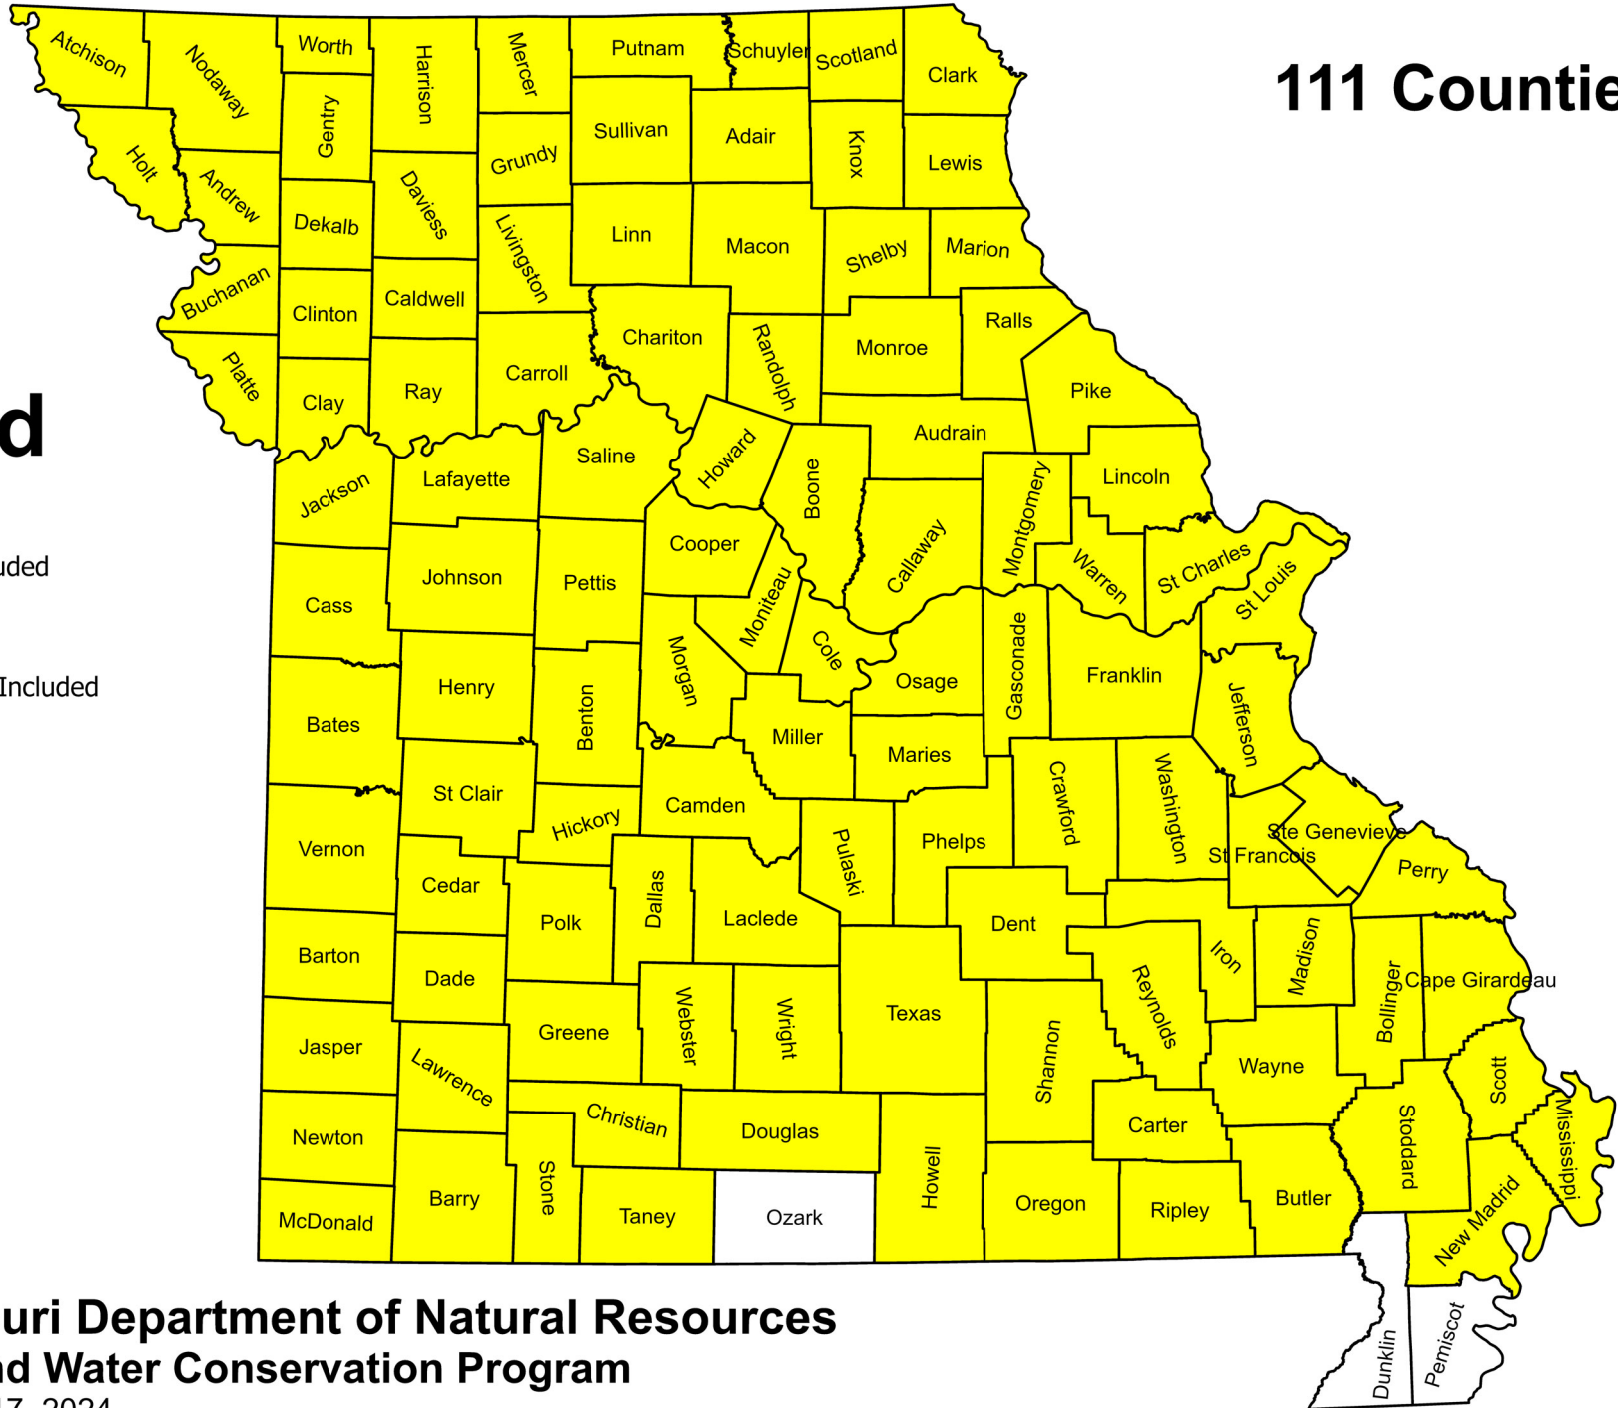 111 Countie
Atchison
Nodaway
Worth
Harrison
Mercer
Putnam
Schuyler
Scotland
Clark
Gentry
Sullivan
Adair
Knox
Lewis
Holt
Andrew
Dekalb
Daviess
Grundy
Livingston
Linn
Macon
Shelby
Marion
Buchanan
Clinton
Caldwell
Chariton
Randolph
Monroe
Ralls
Platte
Clay
Ray
Carroll
Pike
d
Jackson
Lafayette
Saline
Howard
Boone
Audrain
Lincoln
uded
Cass
Johnson
Pettis
Cooper
Moniteau
Callaway
Montgomery
Warren
St Charles
St Louis
Included
Bates
Henry
Benton
Morgan
Cole
Osage
Gasconade
Franklin
Jefferson
Miller
Maries
Vernon
St Clair
Hickory
Camden
Pulaski
Phelps
Crawford
Washington
Ste Genevieve
St Francois
Perry
Cedar
Polk
Dallas
Laclede
Dent
Iron
Madison
Bollinger
Cape Girardeau
Barton
Dade
Greene
Webster
Wright
Texas
Shannon
Reynolds
Wayne
Scott
Jasper
Lawrence
Christian
Douglas
Carter
Stoddard
Mississippi
Newton
Barry
Stone
Taney
Ozark
Howell
Oregon
Ripley
Butler
New Madrid
McDonald
Dunklin
Pemiscot
uri Department of Natural Resources
nd Water Conservation Program
17, 2024